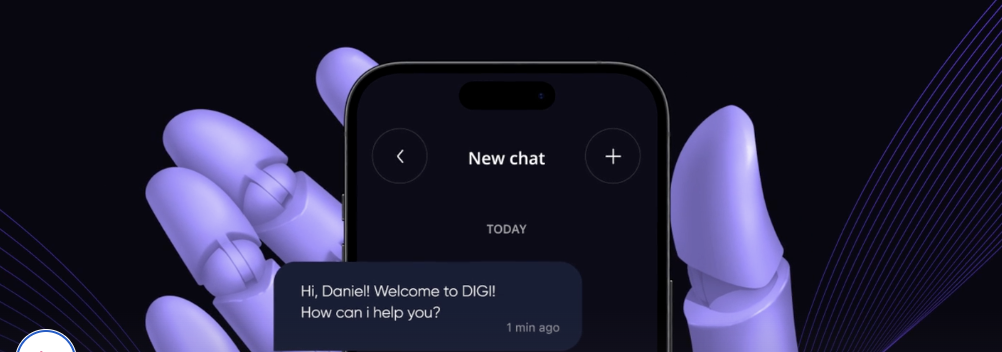 New chat
TODAY
Hi, Daniel! Welcome to DIGI!
How can i help you?
1 min ago